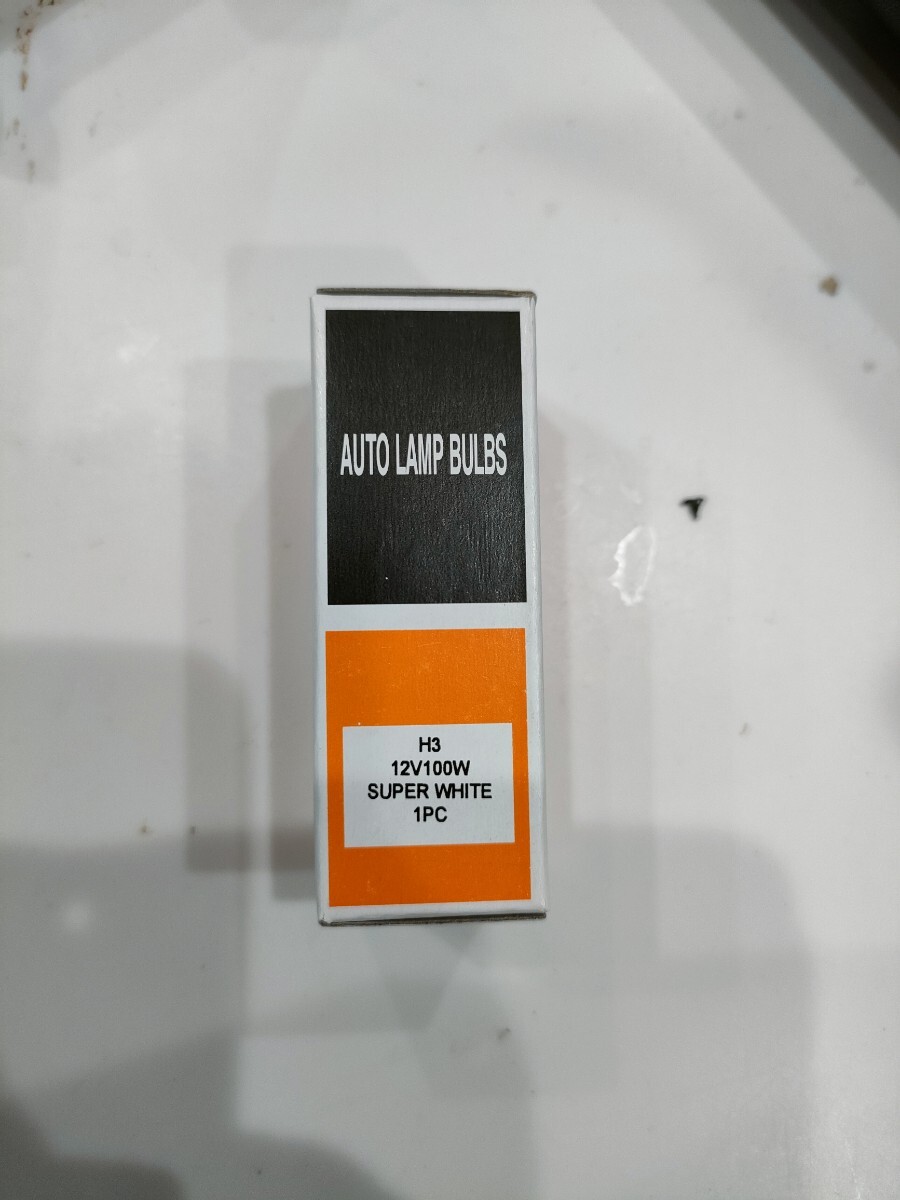 AUTO LAMP BULBS
H3
12V100W
SUPER WHITE
1PC